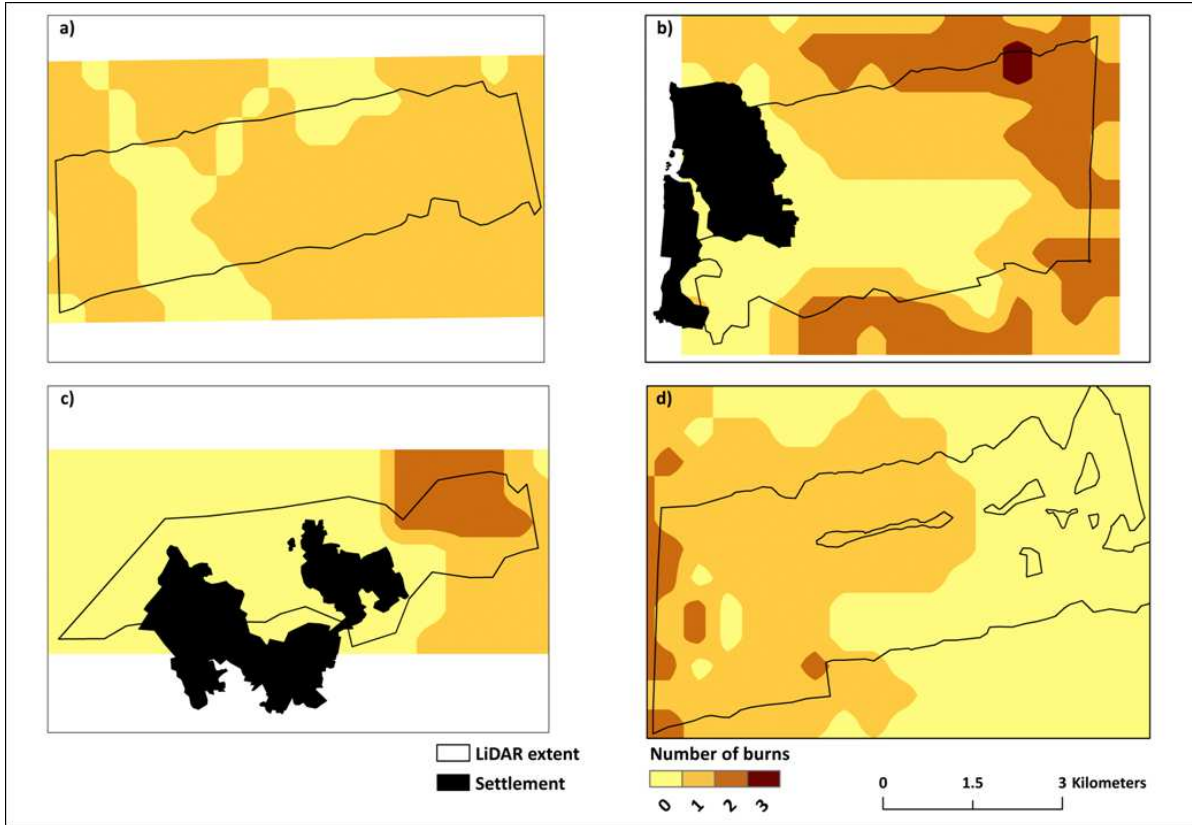 a)
b)
c)
d)
LiDAR extent
Settlement
Number of burns
0 1 2 3
0 1.5 3 Kilometers